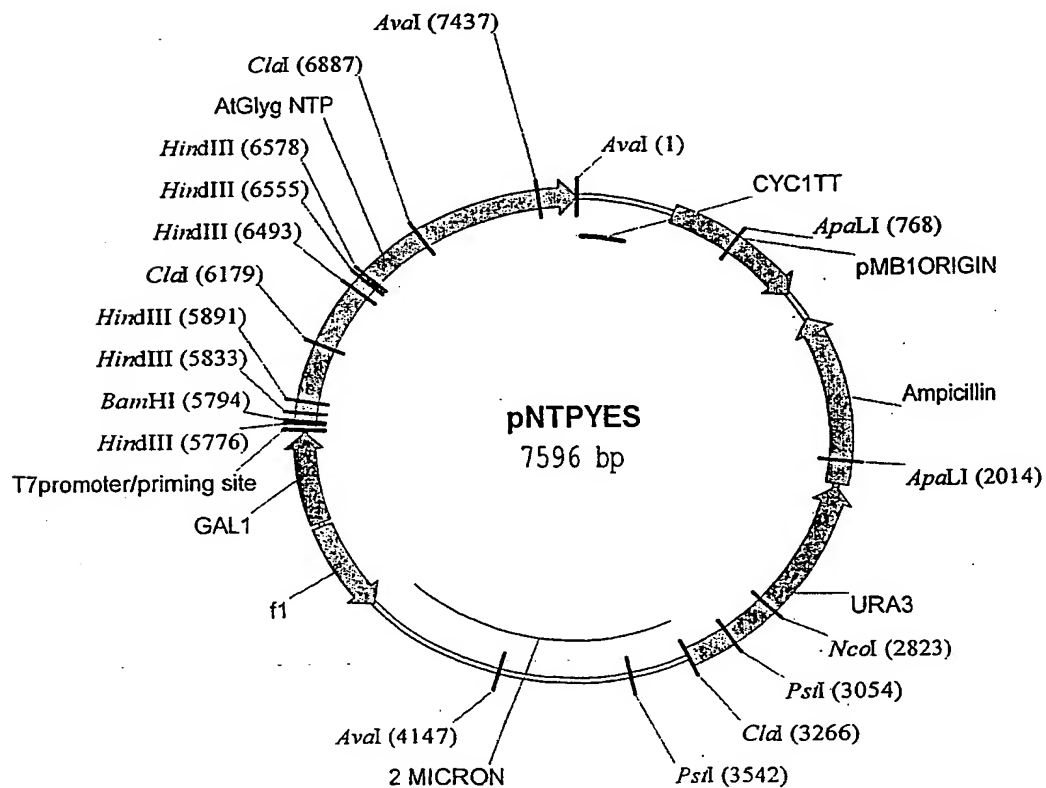 AvaI (7437)
ClaI (6887)
AtGlyg NTP
HindIII (6578)
HindIII (6555)
HindIII (6493)
ClaI (6179)
HindIII (5891)
HindIII (5833)
BamHI (5794)
HindIII (5776)
T7promoter/priming site
GAL1
f1
AvaI (1)
CYC1TT
ApaLI (768)
pMB1ORIGIN
Ampicillin
ApaLI (2014)
URA3
NcoI (2823)
PstI (3054)
ClaI (3266)
PstI (3542)
AvaI (4147)
2 MICRON
pNTPYES
7596 bp